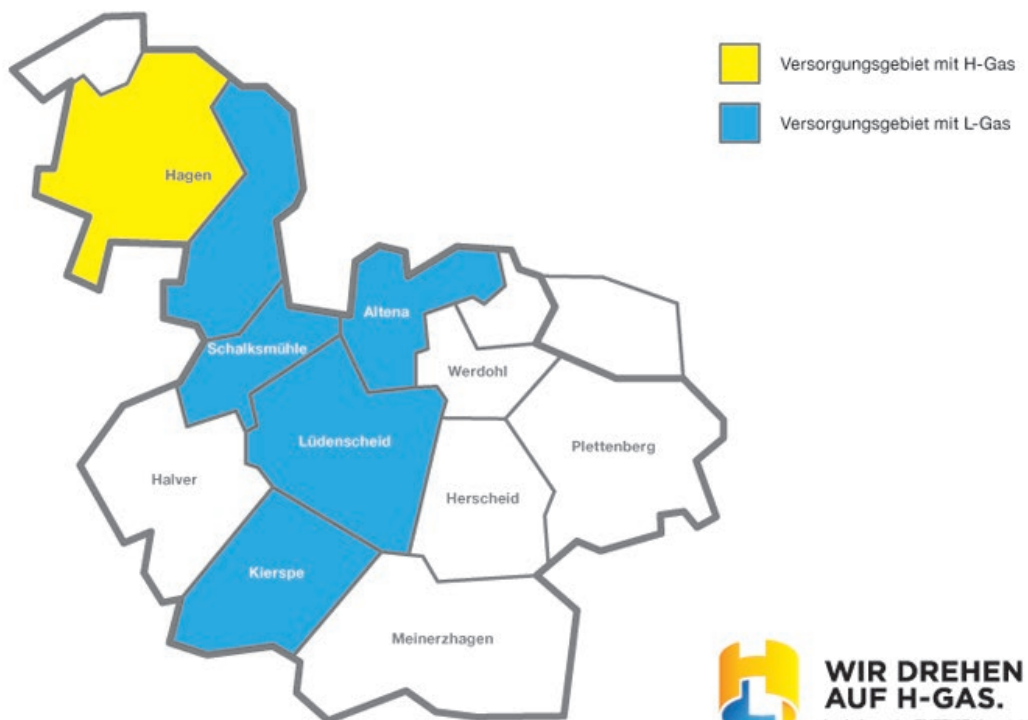 Versorgungsgebiet mit H-Gas
Versorgungsgebiet mit L-Gas
Hagen
Altena
Schalksmühle
Werdohl
Lüdenscheid
Plettenberg
Halver
Herscheid
Kierspe
Meinerzhagen
WIR DREHEN
AUF H-GAS.